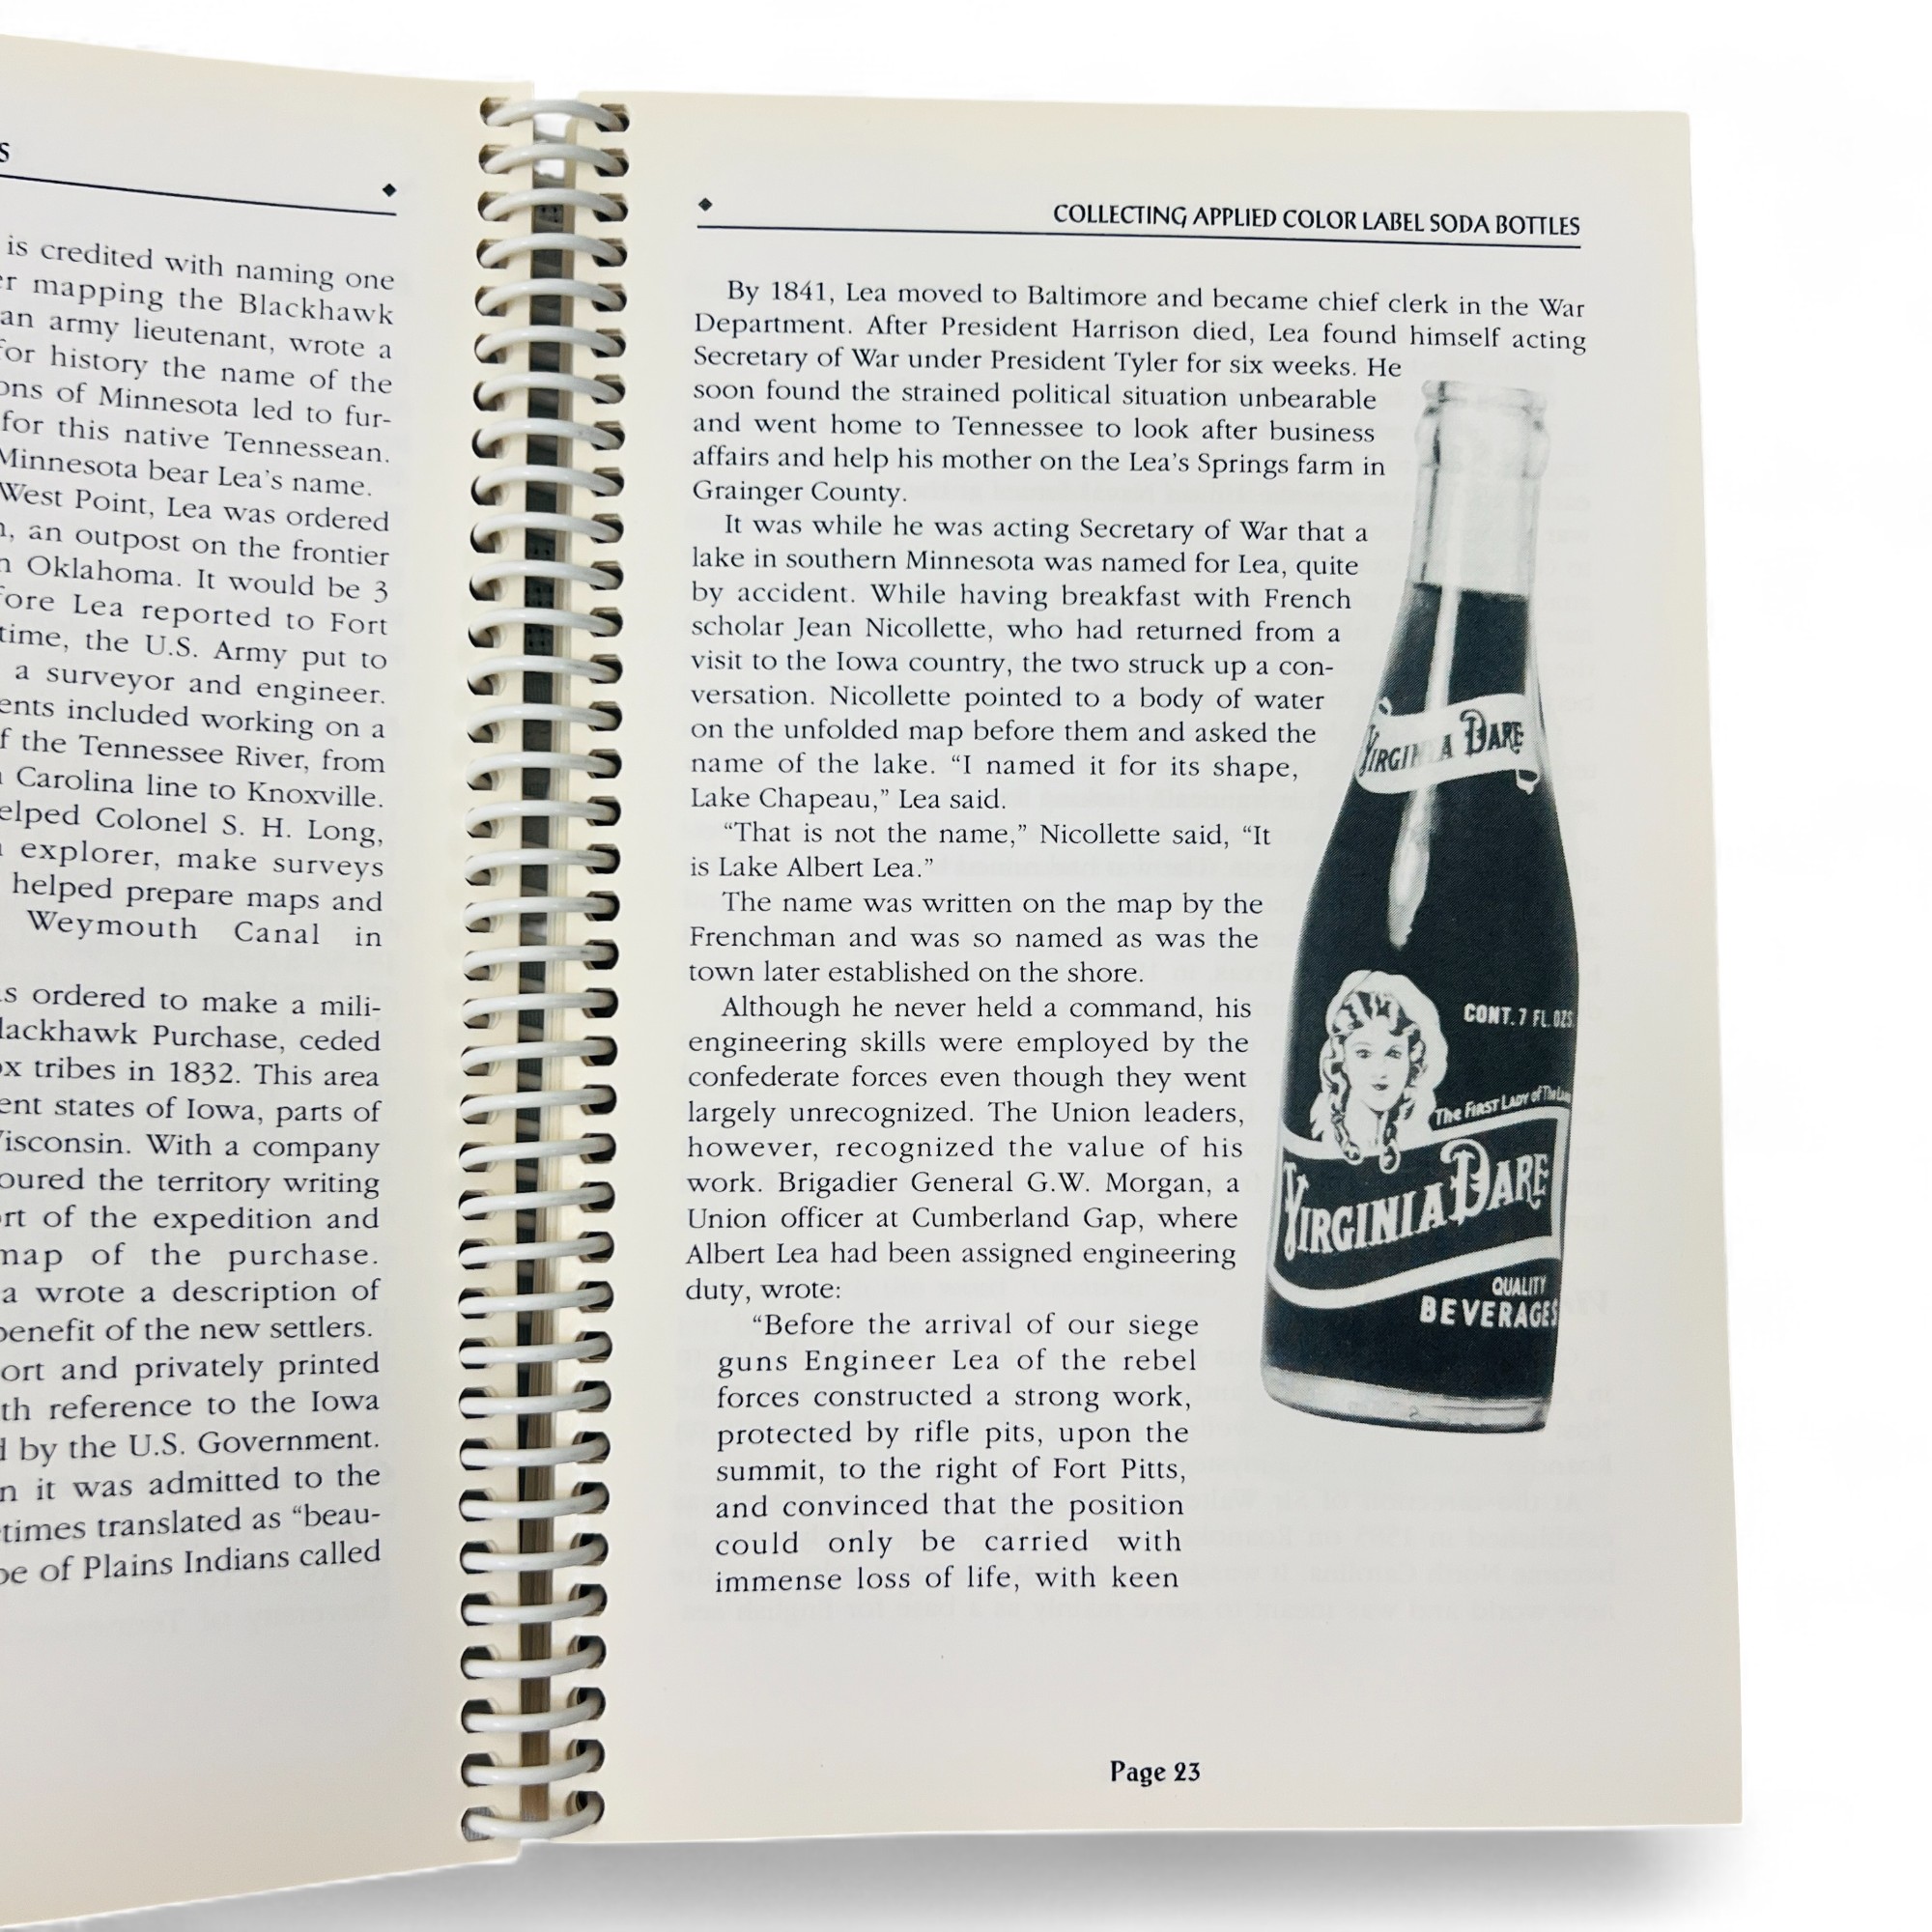 S
is credited with naming one
mapping the Blackhawk
an army lieutenant, wrote a
for history the name of the
of Minnesota led to fur-
for this native Tennessean.
Minnesota bear Lea's name.
West Point, Lea was ordered
an outpost on the frontier
Oklahoma. It would be 3
Lea reported to Fort
time, the U.S. Army put to
a surveyor and engineer.
included working on a
the Tennessee River, from
Carolina line to Knoxville.
Colonel S. H. Long,
explorer, make surveys
helped prepare maps and
Weymouth Canal in
ordered to make a mili-
Purchase, ceded
tribes in 1832. This area
states of Iowa, parts of
With a company
the territory writing
of the expedition and
map of the purchase.
wrote a description of
benefit of the new settlers.
and privately printed
reference to the Iowa
by the U.S. Government.
it was admitted to the
translated as “beau-
of Plains Indians called
COLLECTING APPLIED COLOR LABEL SODA BOTTLES
By 1841, Lea moved to Baltimore and became chief clerk in the War
Department. After President Harrison died, Lea found himself acting
Secretary of War under President Tyler for six weeks. He
soon found the strained political situation unbearable
and went home to Tennessee to look after business
affairs and help his mother on the Lea's Springs farm in
Grainger County.
It was while he was acting Secretary of War that a
lake in southern Minnesota was named for Lea, quite
by accident. While having breakfast with French
scholar Jean Nicollette, who had returned from a
visit to the Iowa country, the two struck up a con-
versation. Nicollette pointed to a body of water
on the unfolded map before them and asked the
name of the lake. “I named it for its shape,
Lake Chapeau,” Lea said.
“That is not the name,” Nicollette said, “It
is Lake Albert Lea.”
The name was written on the map by the
Frenchman and was so named as was the
town later established on the shore.
Although he never held a command, his
engineering skills were employed by the
confederate forces even though they went
largely unrecognized. The Union leaders,
however, recognized the value of his
work. Brigadier General G.W. Morgan, a
Union officer at Cumberland Gap, where
Albert Lea had been assigned engineering
duty, wrote:
“Before the arrival of our siege
guns Engineer Lea of the rebel
forces constructed a strong work,
protected by rifle pits, upon the
summit, to the right of Fort Pitts,
and convinced that the position
could only be carried with
immense loss of life, with keen
VIRGINIA DARE
CONT. 7 FL. OZS.
The FIRST LADY of The Land
VIRGINIA DARE
QUALITY
BEVERAGES
Page 23